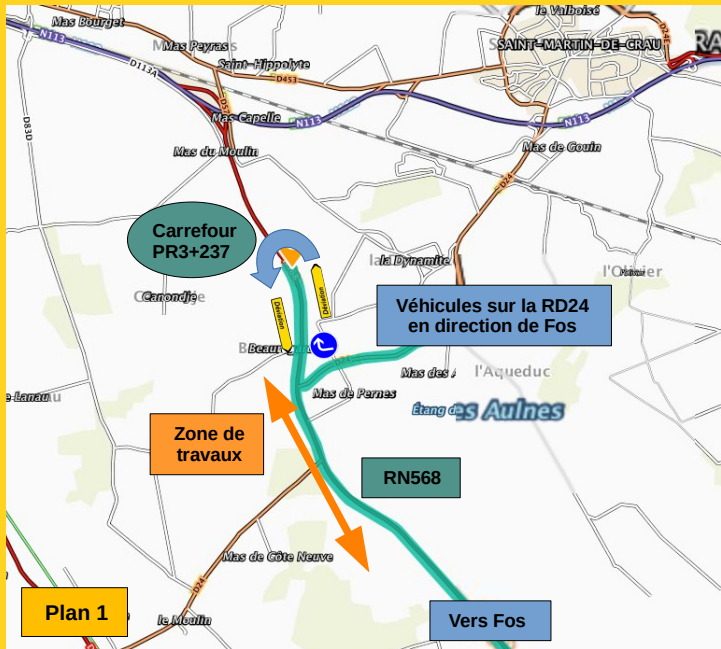 le Valboisé
Mas Bourget
N113
Mas Peyras
D24E
SAINT-MARTIN-DE-CRAU
Saint-Hippolyte
D113A
D453
D83D
Mas Capelle
N113
N113
Mas du Moulin
Mas de Gouin
D24
Carrefour
PR3+237
la Dynamite
l'Olivier
Canondje
Déviation
Déviation
Véhicules sur la RD24
en direction de Fos
Mas des
l'Aqueduc
e-Lanau
Mas de Pernes
Étang des Aulnes
Zone de
travaux
RN568
Mas de Côte Neuve
D24
Plan 1
le Moulin
Vers Fos